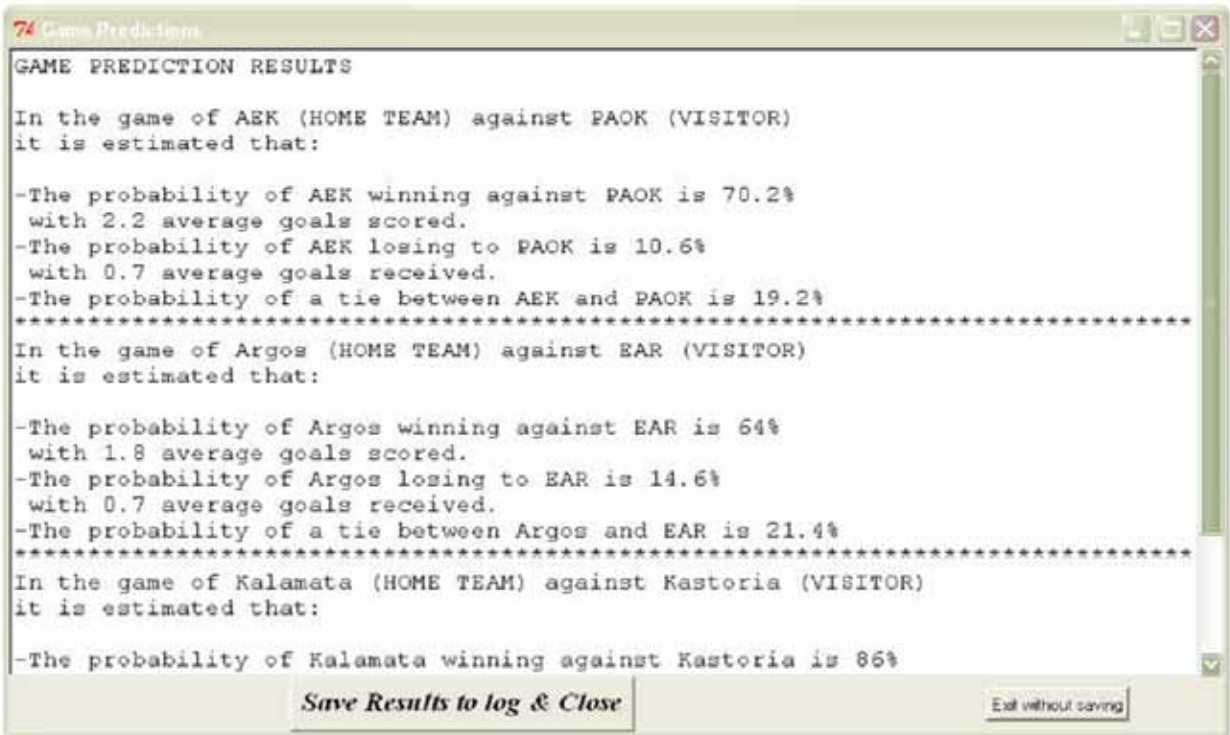 Game Predictions
GAME PREDICTION RESULTS
In the game of AEK (HOME TEAM) against PAOK (VISITOR)
it is estimated that:
-The probability of AEK winning against PAOK is 70.2%
with 2.2 average goals scored.
-The probability of AEK losing to PAOK is 10.6%
with 0.7 average goals received.
-The probability of a tie between AEK and PAOK is 19.2%
********************************************************************************
In the game of Argos (HOME TEAM) against EAR (VISITOR)
it is estimated that:
-The probability of Argos winning against EAR is 64%
with 1.8 average goals scored.
-The probability of Argos losing to EAR is 14.6%
with 0.7 average goals received.
-The probability of a tie between Argos and EAR is 21.4%
********************************************************************************
In the game of Kalamata (HOME TEAM) against Kastoria (VISITOR)
it is estimated that:
-The probability of Kalamata winning against Kastoria is 86%
Save Results to log & Close
Exit without saving